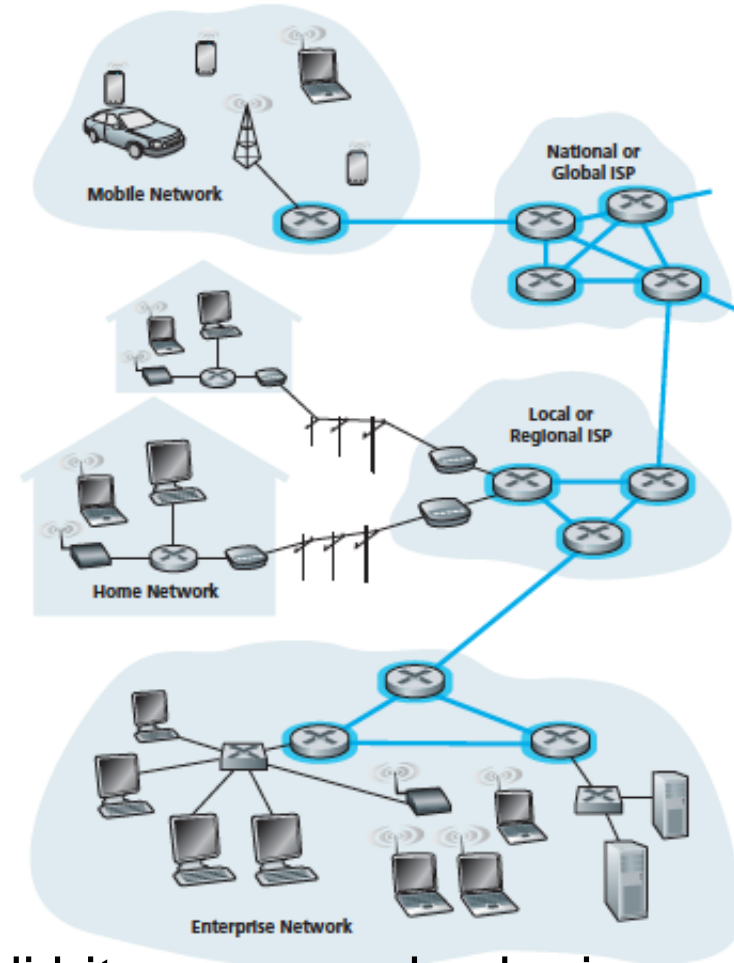 National or
Global ISP
Mobile Network
Local or
Regional ISP
Home Network
Enterprise Network